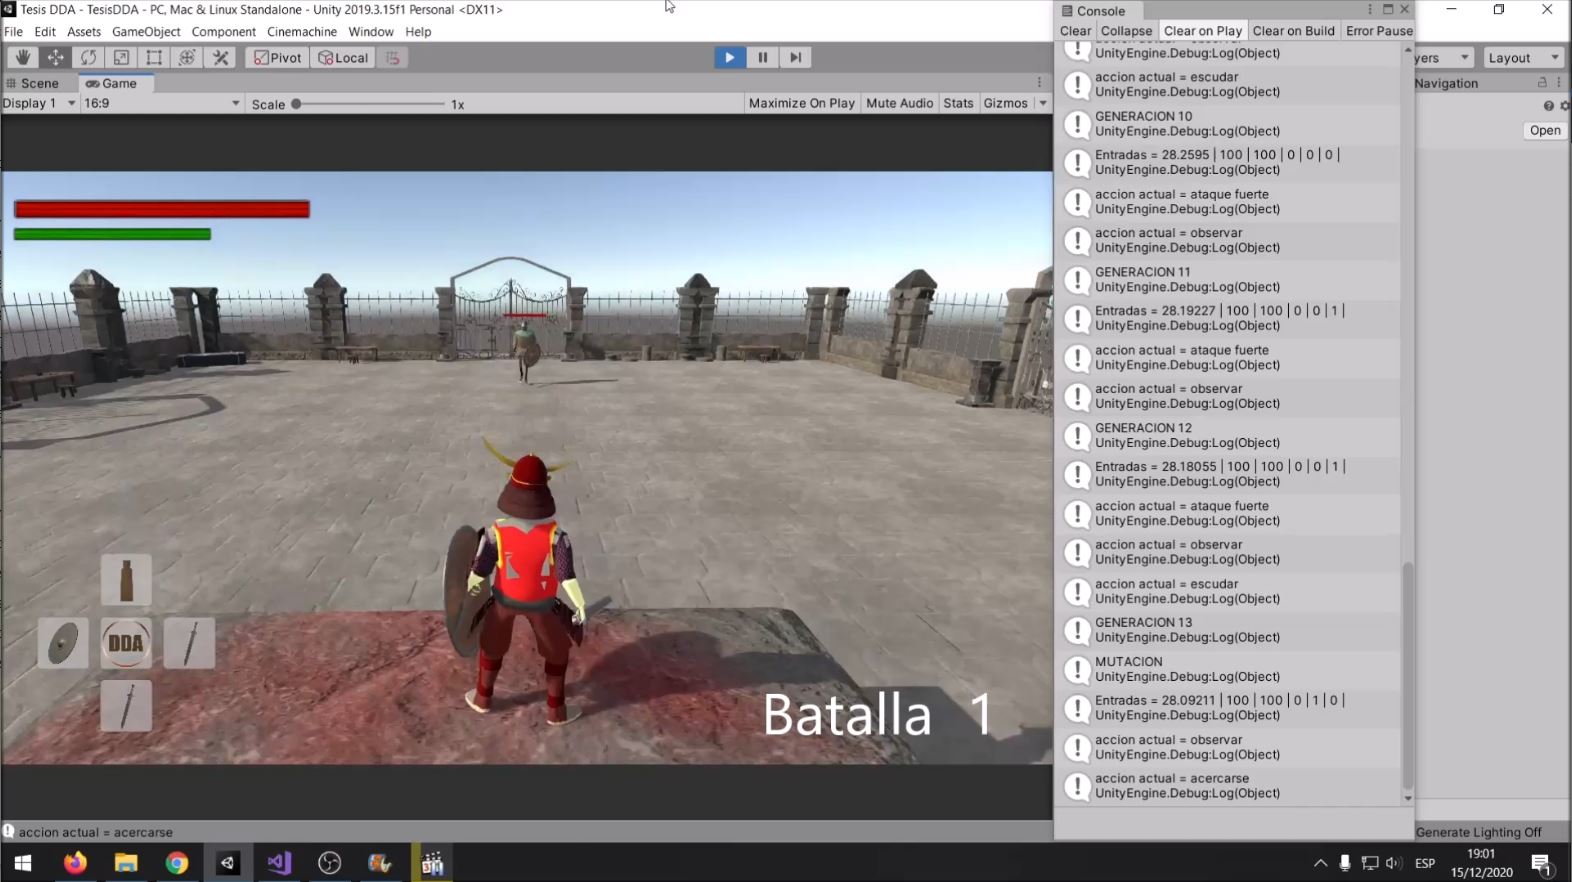 Tesis DDA - TesisDDA - PC, Mac & Linux Standalone - Unity 2019.3.15f1 Personal <DX11>
File Edit Assets GameObject Component Cinemachine Window Help
Pivot Local
Layout
Scene Game
Display 1 16:9 Scale 1x Maximize On Play Mute Audio Stats Gizmos
DDA
Batalla 1
Console
Clear Collapse Clear on Play Clear on Build Error Pause
UnityEngine.Debug:Log(Object)
accion actual = escudar
UnityEngine.Debug:Log(Object)
GENERACION 10
UnityEngine.Debug:Log(Object)
Entradas = 28.2595 | 100 | 100 | 0 | 0 | 0 |
UnityEngine.Debug:Log(Object)
accion actual = ataque fuerte
UnityEngine.Debug:Log(Object)
accion actual = observar
UnityEngine.Debug:Log(Object)
GENERACION 11
UnityEngine.Debug:Log(Object)
Entradas = 28.19227 | 100 | 100 | 0 | 0 | 1 |
UnityEngine.Debug:Log(Object)
accion actual = ataque fuerte
UnityEngine.Debug:Log(Object)
accion actual = observar
UnityEngine.Debug:Log(Object)
GENERACION 12
UnityEngine.Debug:Log(Object)
Entradas = 28.18055 | 100 | 100 | 0 | 0 | 1 |
UnityEngine.Debug:Log(Object)
accion actual = ataque fuerte
UnityEngine.Debug:Log(Object)
accion actual = observar
UnityEngine.Debug:Log(Object)
accion actual = escudar
UnityEngine.Debug:Log(Object)
GENERACION 13
UnityEngine.Debug:Log(Object)
MUTACION
UnityEngine.Debug:Log(Object)
Entradas = 28.09211 | 100 | 100 | 0 | 1 | 0 |
UnityEngine.Debug:Log(Object)
accion actual = observar
UnityEngine.Debug:Log(Object)
accion actual = acercarse
UnityEngine.Debug:Log(Object)
Navigation
Open
accion actual = acercarse
Generate Lighting Off
ESP
19:01
15/12/2020
1